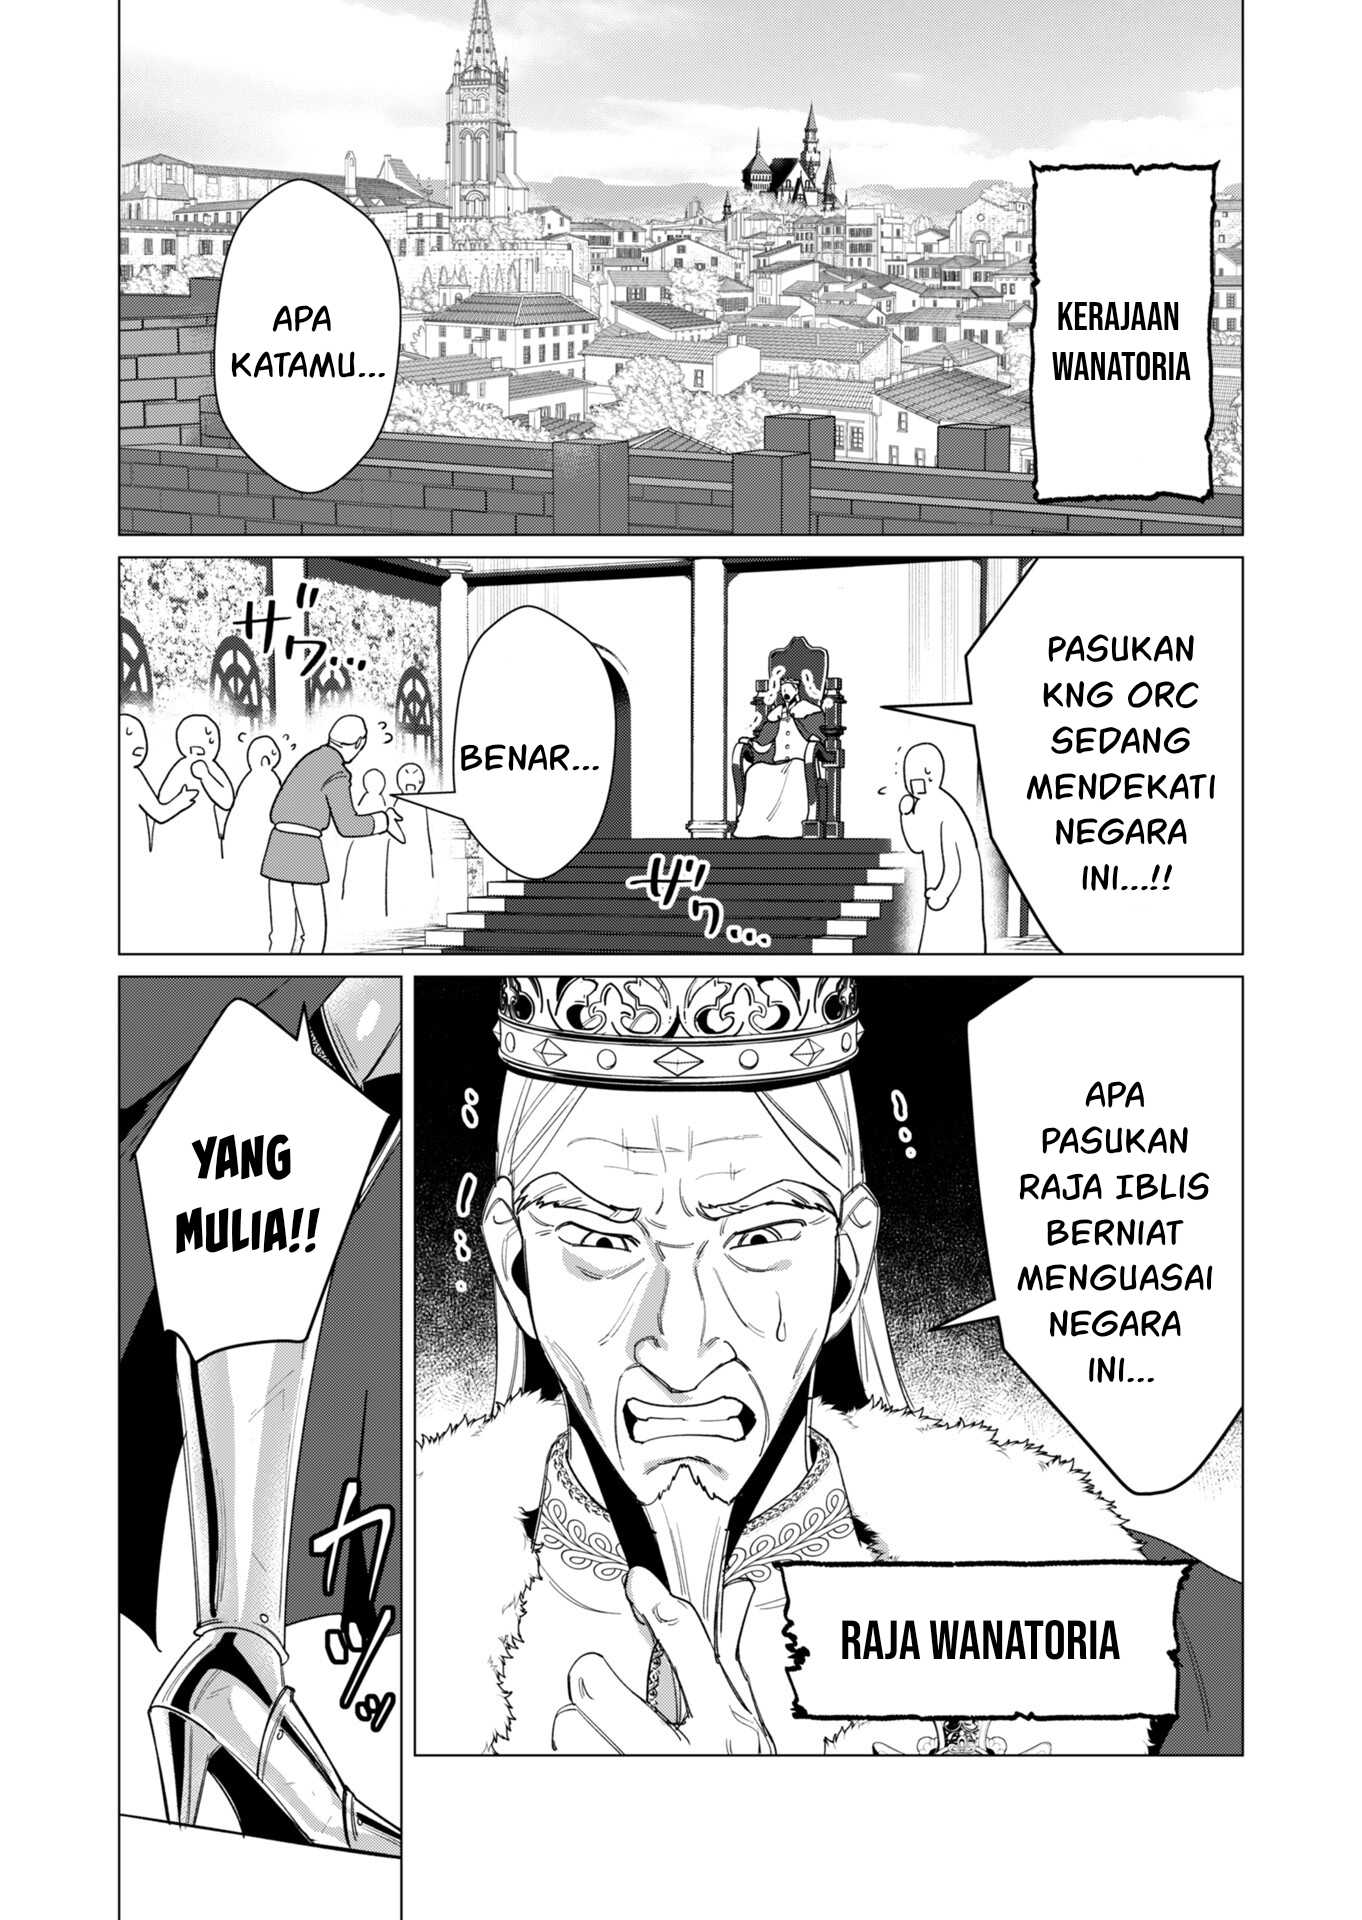 KERAJAAN
WANATORIA
APA
KATAMU...
PASUKAN
KNG ORC
SEDANG
MENDEKATI
NEGARA
INI...!!
BENAR...
ザワ...
ザワ...
APA
PASUKAN
RAJA IBLIS
BERNIAT
MENGUASAI
NEGARA
INI...
RAJA WANATORIA
YANG
MULIA!!